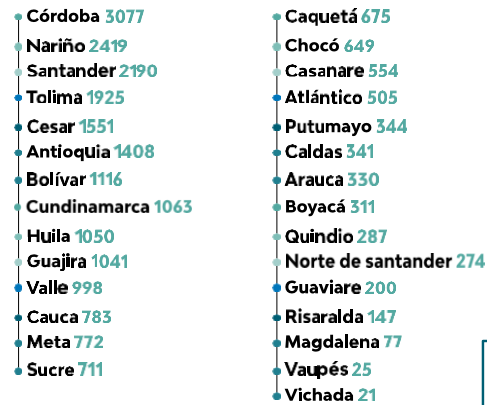 Córdoba 3077
Nariño 2419
Santander 2190
Tolima 1925
Cesar 1551
Antioquia 1408
Bolívar 1116
Cundinamarca 1063
Huila 1050
Guajira 1041
Valle 998
Cauca 783
Meta 772
Sucre 711
Caquetá 675
Chocó 649
Casanare 554
Atlántico 505
Putumayo 344
Caldas 341
Arauca 330
Boyacá 311
Quindio 287
Norte de santander 274
Guaviare 200
Risaralda 147
Magdalena 77
Vaupés 25
Vichada 21